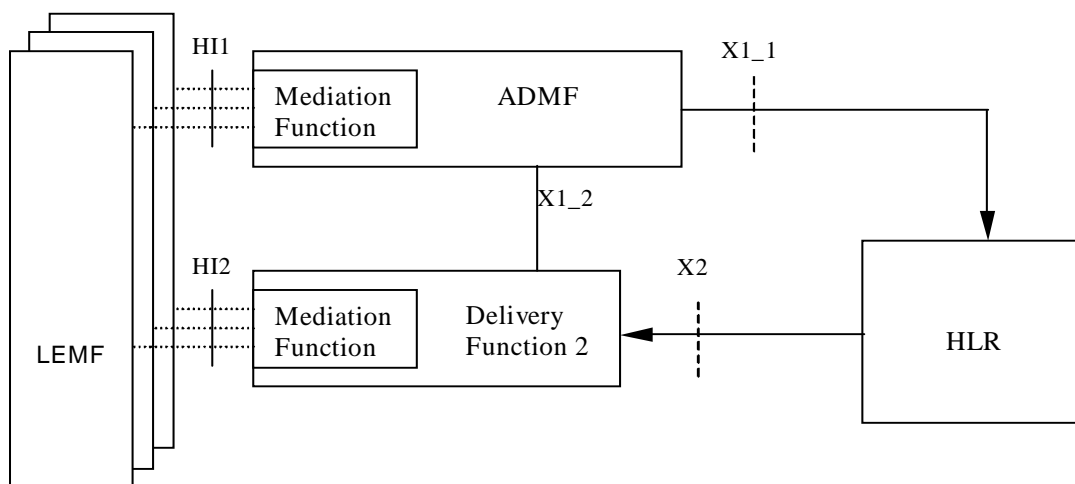 HI1
X1_1
Mediation
Function
ADMF
X1_2
HI2
X2
Mediation
Function
Delivery
Function 2
LEMF
HLR